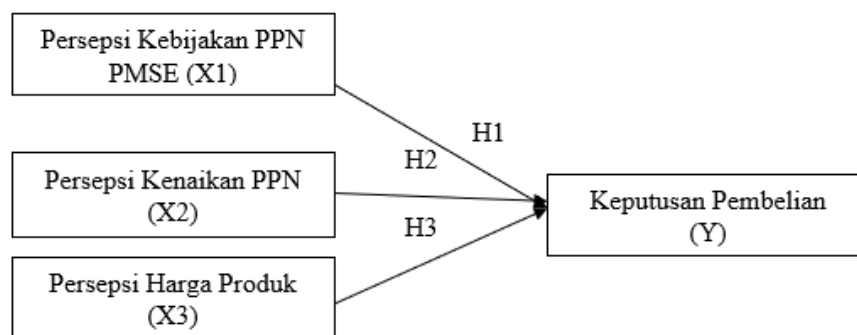 Persepsi Kebijakan PPN
PMSE (X1)
H1
H2
Persepsi Kenaikan PPN
(X2)
Keputusan Pembelian
(Y)
H3
Persepsi Harga Produk
(X3)